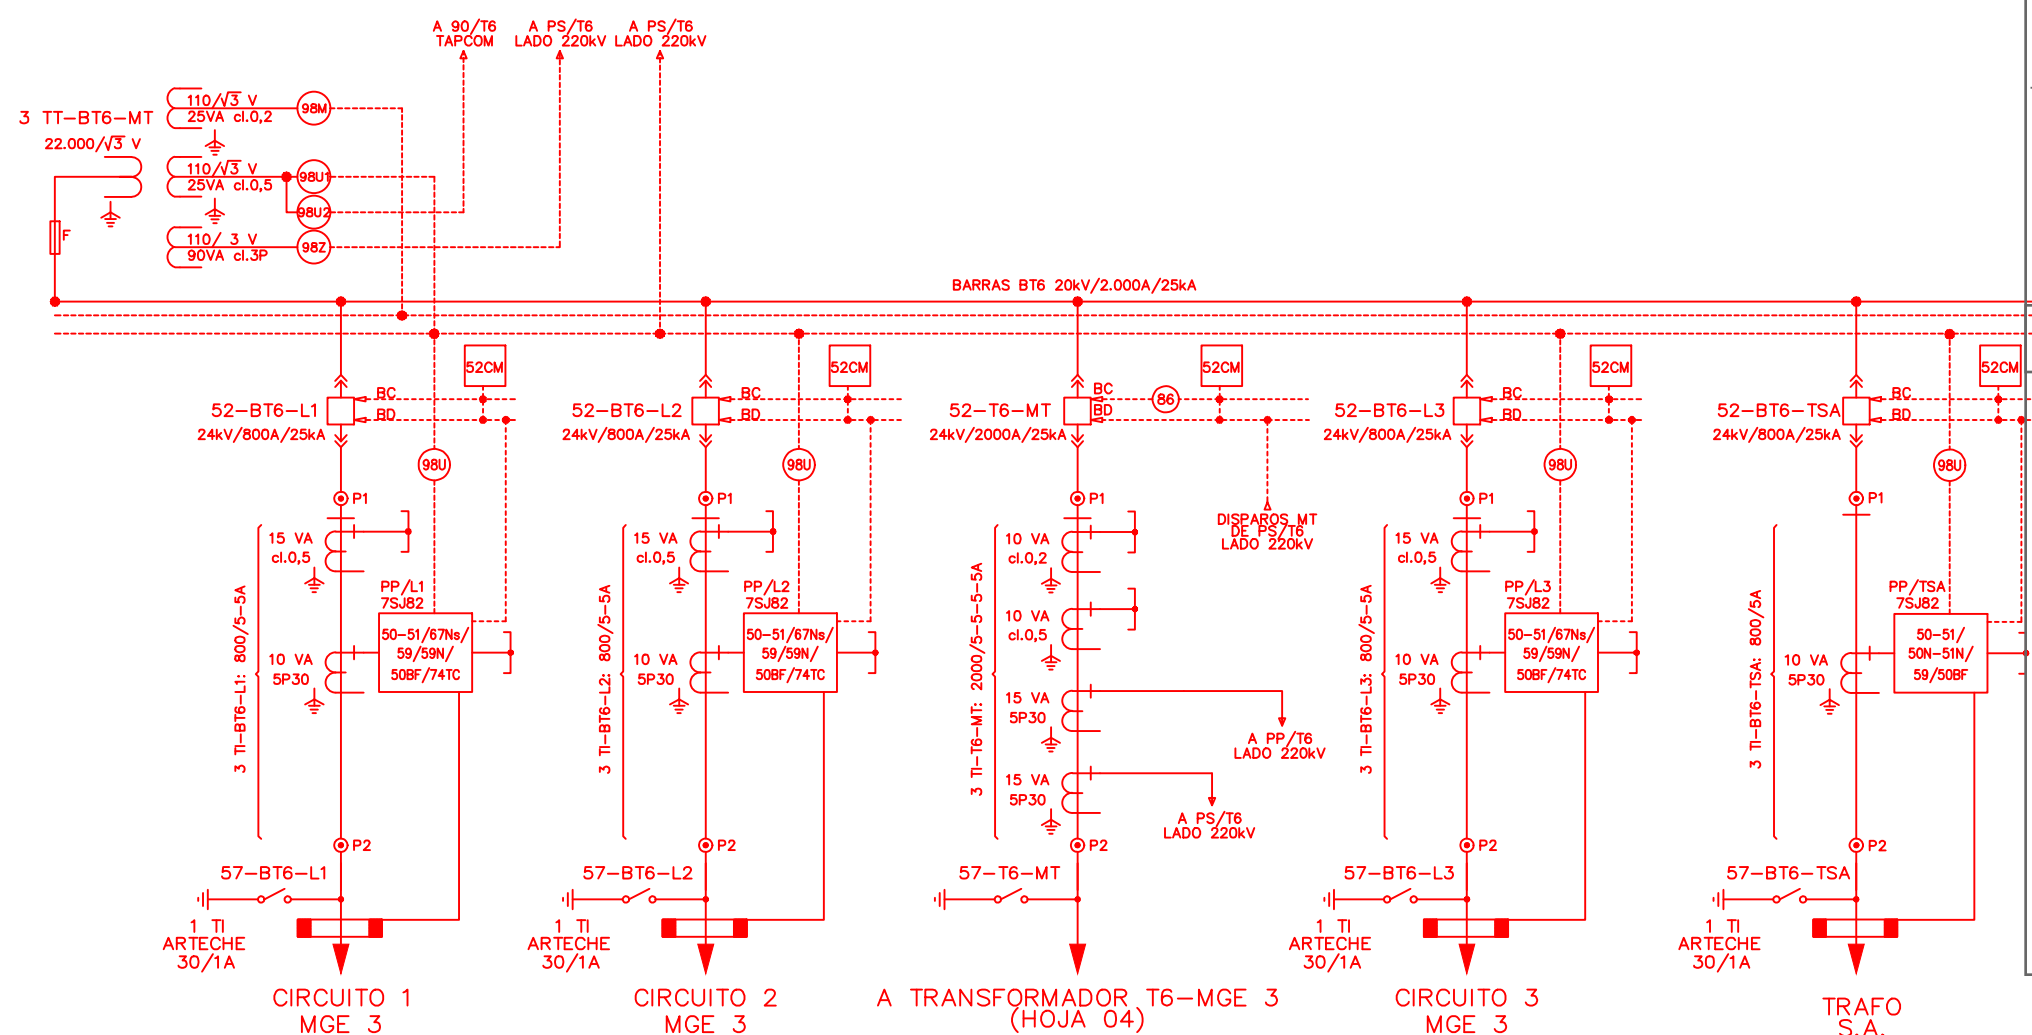 A 90/T6
TAPCOM
A PS/T6
LADO 220kV
A PS/T6
LADO 220kV
3 TT-BT6-MT
22.000/√3 V
110/√3 V
25VA cl.0,2
98M
110/√3 V
25VA cl.0,5
98U1
98U2
110/ 3 V
90VA cl.3P
98Z
F
BARRAS BT6 20kV/2.000A/25kA
52-BT6-L1
24kV/800A/25kA
BC
BD
52CM
98U
P1
15 VA
cl.0,5
10 VA
5P30
3 TI-BT6-L1: 800/5-5A
PP/L1
7SJ82
50-51/67Ns/
59/59N/
50BF/74TC
P2
57-BT6-L1
1 TI
ARTECHE
30/1A
CIRCUITO 1
MGE 3
52-BT6-L2
24kV/800A/25kA
BC
BD
52CM
98U
P1
15 VA
cl.0,5
10 VA
5P30
3 TI-BT6-L2: 800/5-5A
PP/L2
7SJ82
50-51/67Ns/
59/59N/
50BF/74TC
P2
57-BT6-L2
1 TI
ARTECHE
30/1A
CIRCUITO 2
MGE 3
52-T6-MT
24kV/2000A/25kA
BC
BD
86
52CM
DISPAROS MT
DE PS/T6
LADO 220kV
P1
10 VA
cl.0,2
10 VA
cl.0,5
15 VA
5P30
15 VA
5P30
3 TI-T6-MT: 2000/5-5-5-5A
A PP/T6
LADO 220kV
A PS/T6
LADO 220kV
P2
57-T6-MT
A TRANSFORMADOR T6-MGE 3
(HOJA 04)
52-BT6-L3
24kV/800A/25kA
BC
BD
52CM
98U
P1
15 VA
cl.0,5
10 VA
5P30
3 TI-BT6-L3: 800/5-5A
PP/L3
7SJ82
50-51/67Ns/
59/59N/
50BF/74TC
P2
57-BT6-L3
1 TI
ARTECHE
30/1A
CIRCUITO 3
MGE 3
52-BT6-TSA
24kV/800A/25kA
BC
BD
52CM
98U
P1
10 VA
5P30
3 TI-BT6-TSA: 800/5A
PP/TSA
7SJ82
50-51/
50N-51N/
59/50BF
P2
57-BT6-TSA
1 TI
ARTECHE
30/1A
TRAFO
S.A.